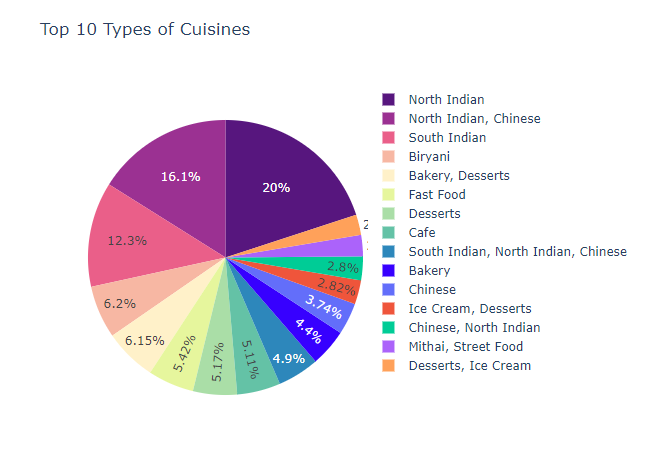 Top 10 Types of Cuisines
North Indian
North Indian, Chinese
South Indian
Biryani
Bakery, Desserts
Fast Food
Desserts
Cafe
South Indian, North Indian, Chinese
Bakery
Chinese
Ice Cream, Desserts
Chinese, North Indian
Mithai, Street Food
Desserts, Ice Cream
16.1%
20%
12.3%
2.8%
2.82%
6.2%
3.74%
4.4%
6.15%
5.42%
5.17%
5.11%
4.9%